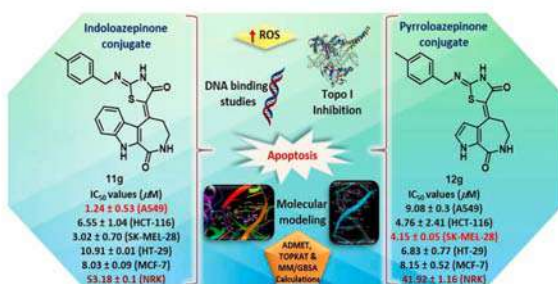 Indoloazepinone
conjugate
N
NH
S
O
N
H
NH
O
11g
IC50 values (µM)
1.24 ± 0.53 (A549)
6.55 ± 1.04 (HCT-116)
3.02 ± 0.70 (SK-MEL-28)
10.91 ± 0.01 (HT-29)
8.03 ± 0.09 (MCF-7)
53.18 ± 0.1 (NRK)
↑ ROS
DNA binding
studies
Topo I
Inhibition
Apoptosis
Molecular
modeling
ADMET,
TOPKAT &
MM/GBSA
Calculations
Pyrroloazepinone
conjugate
N
NH
S
O
N
H
NH
O
12g
IC50 values (µM)
9.08 ± 0.3 (A549)
4.76 ± 2.41 (HCT-116)
4.15 ± 0.05 (SK-MEL-28)
6.83 ± 0.77 (HT-29)
8.15 ± 0.52 (MCF-7)
41.92 ± 1.16 (NRK)